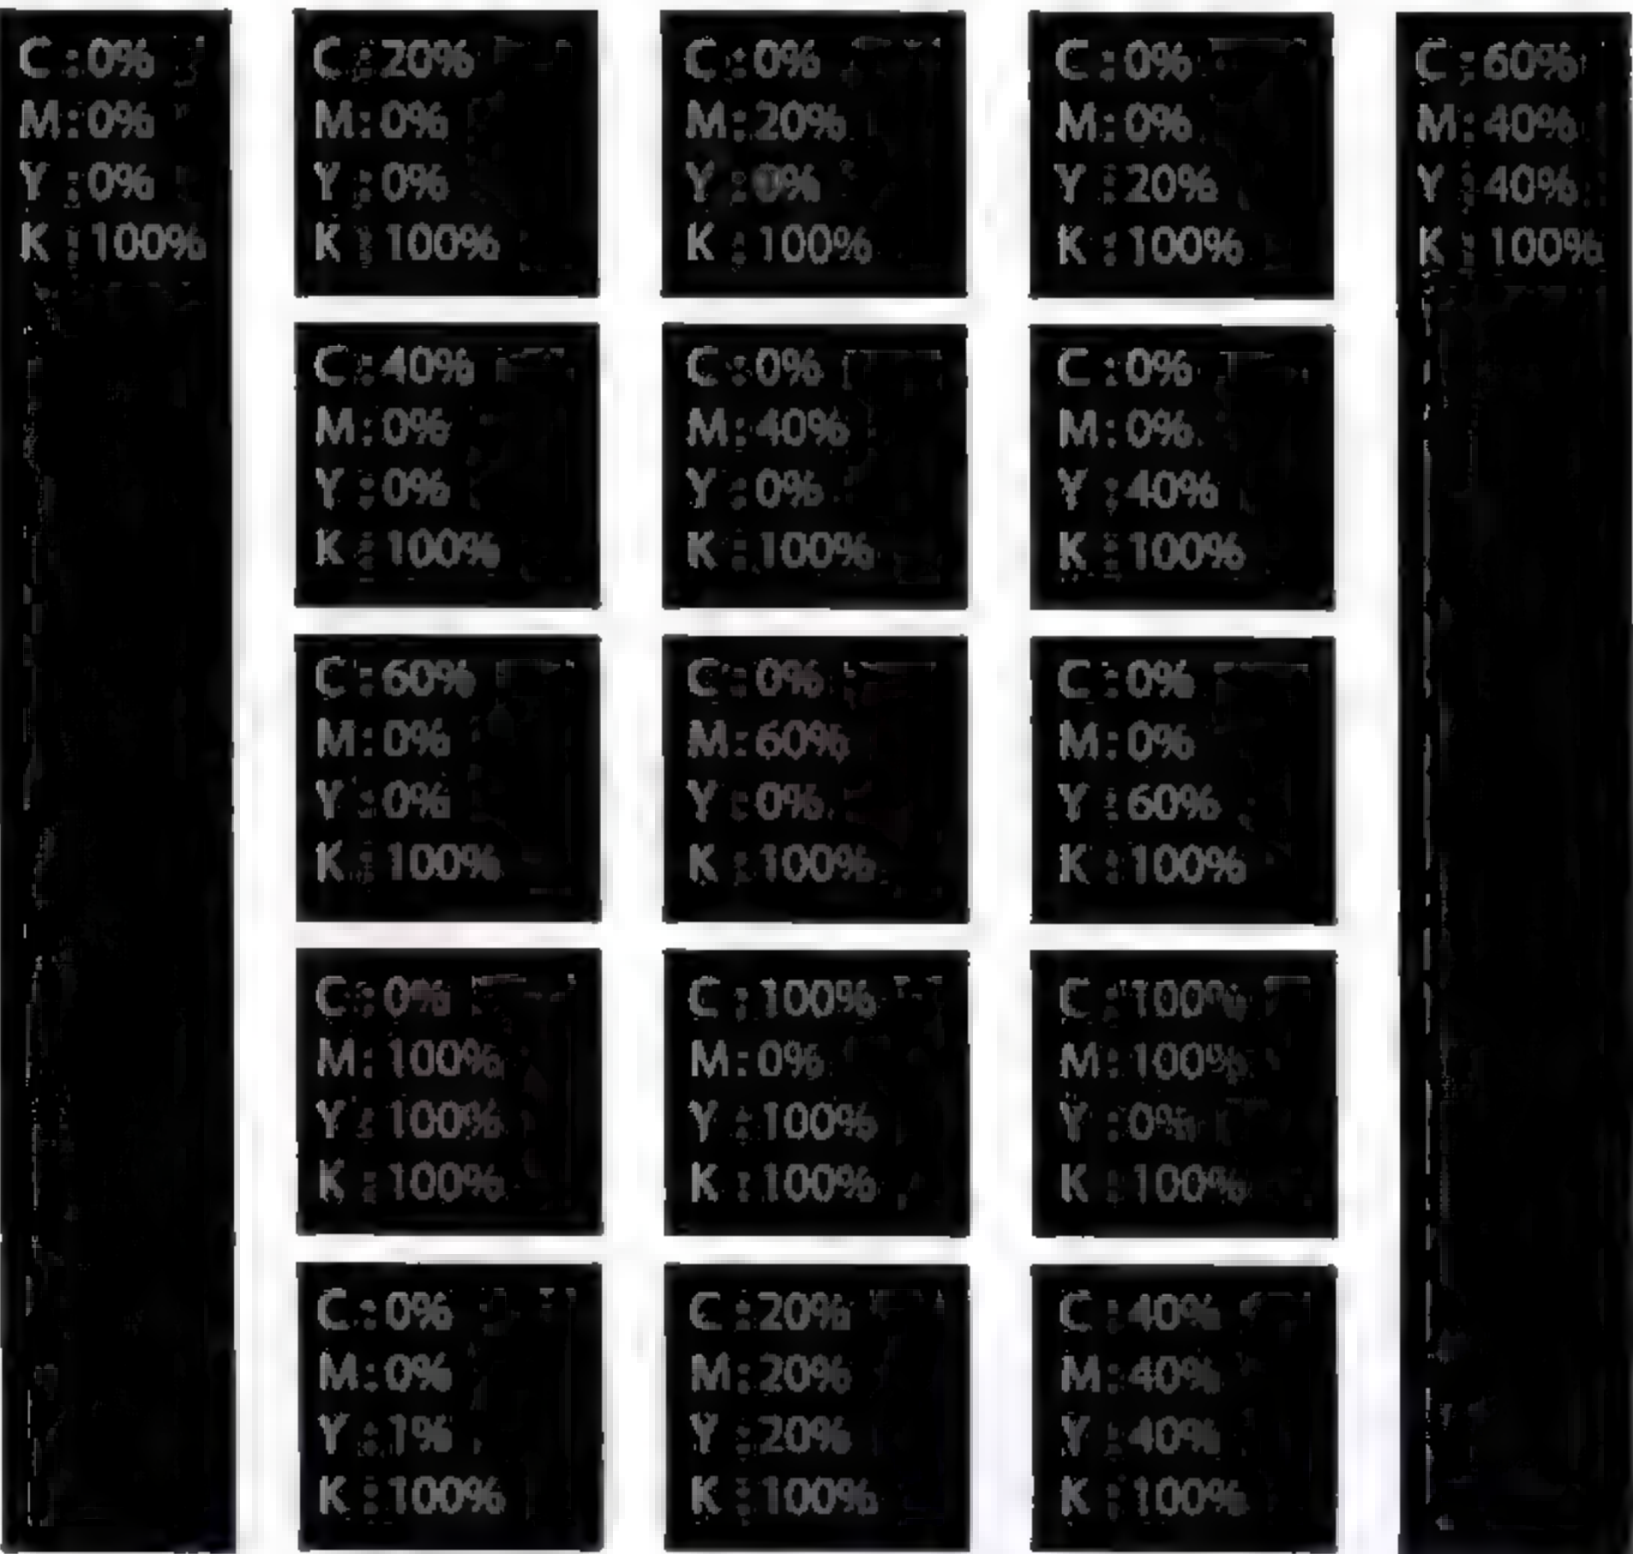 C : 0%
M : 0%
Y : 0%
K : 100%
C : 20%
M : 0%
Y : 0%
K : 100%
C : 0%
M : 20%
Y : 0%
K : 100%
C : 0%
M : 0%
Y : 20%
K : 100%
C : 60%
M : 40%
Y : 40%
K : 100%
C : 40%
M : 0%
Y : 0%
K : 100%
C : 0%
M : 40%
Y : 0%
K : 100%
C : 0%
M : 0%
Y : 40%
K : 100%
C : 60%
M : 0%
Y : 0%
K : 100%
C : 0%
M : 60%
Y : 0%
K : 100%
C : 0%
M : 0%
Y : 60%
K : 100%
C : 0%
M : 100%
Y : 100%
K : 100%
C : 100%
M : 0%
Y : 100%
K : 100%
C : 100%
M : 100%
Y : 0%
K : 100%
C : 0%
M : 0%
Y : 1%
K : 100%
C : 20%
M : 20%
Y : 20%
K : 100%
C : 40%
M : 40%
Y : 40%
K : 100%